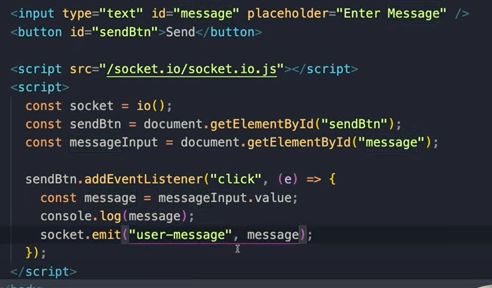 <input type="text" id="message" placeholder="Enter Message" />
<button id="sendBtn">Send</button>
<script src="/socket.io/socket.io.js"></script>
<script>
const socket = io();
const sendBtn = document.getElementById("sendBtn");
const messageInput = document.getElementById("message");
sendBtn.addEventListener("click", (e) => {
const message = messageInput.value;
console.log(message);
socket.emit("user-message", message);
});
</script>